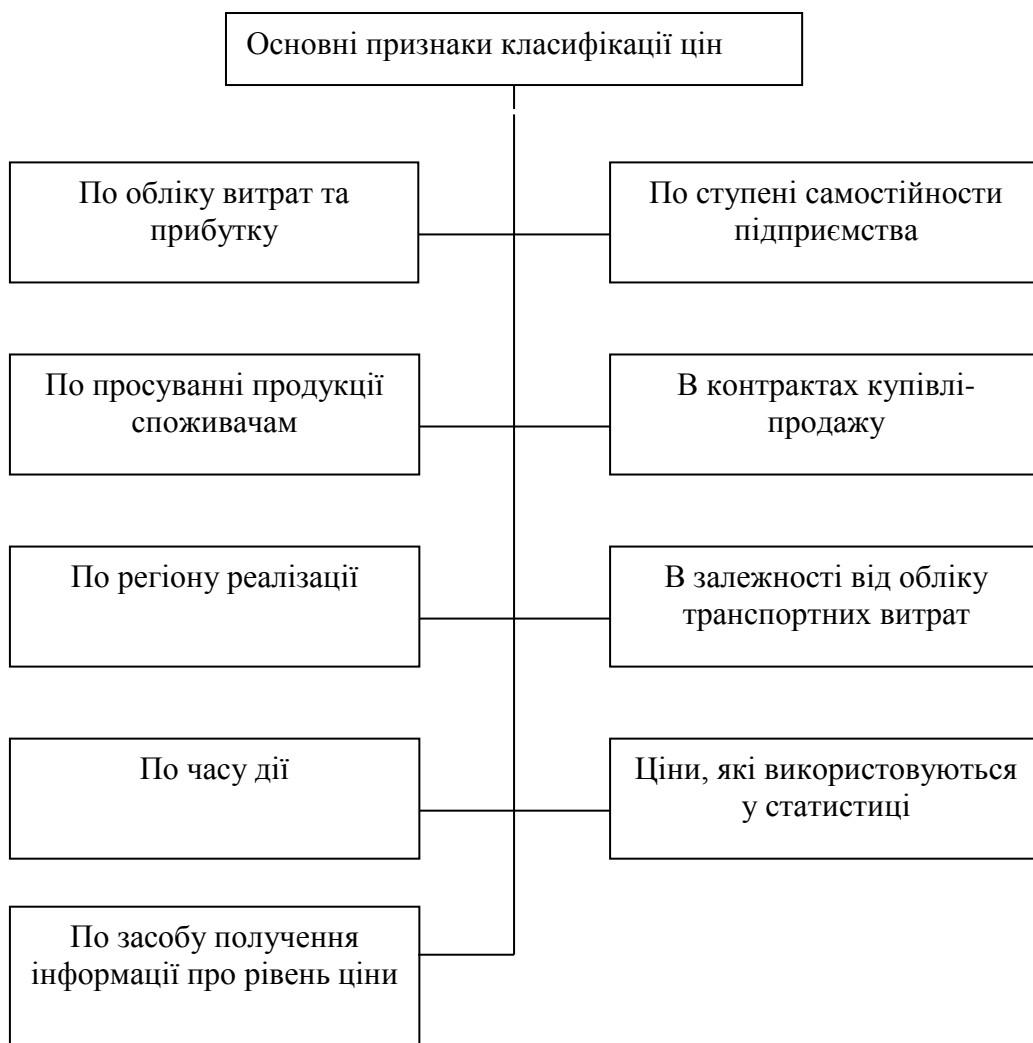 Основні признаки класифікації цін
По обліку витрат та
прибутку
По ступені самостійності
підприємства
По просуванні продукції
споживачам
В контрактах купівлі-
продажу
По регіону реалізації
В залежності від обліку
транспортних витрат
По часу дії
Ціни, які використовуються
у статистиці
По засобу получення
інформації про рівень ціни